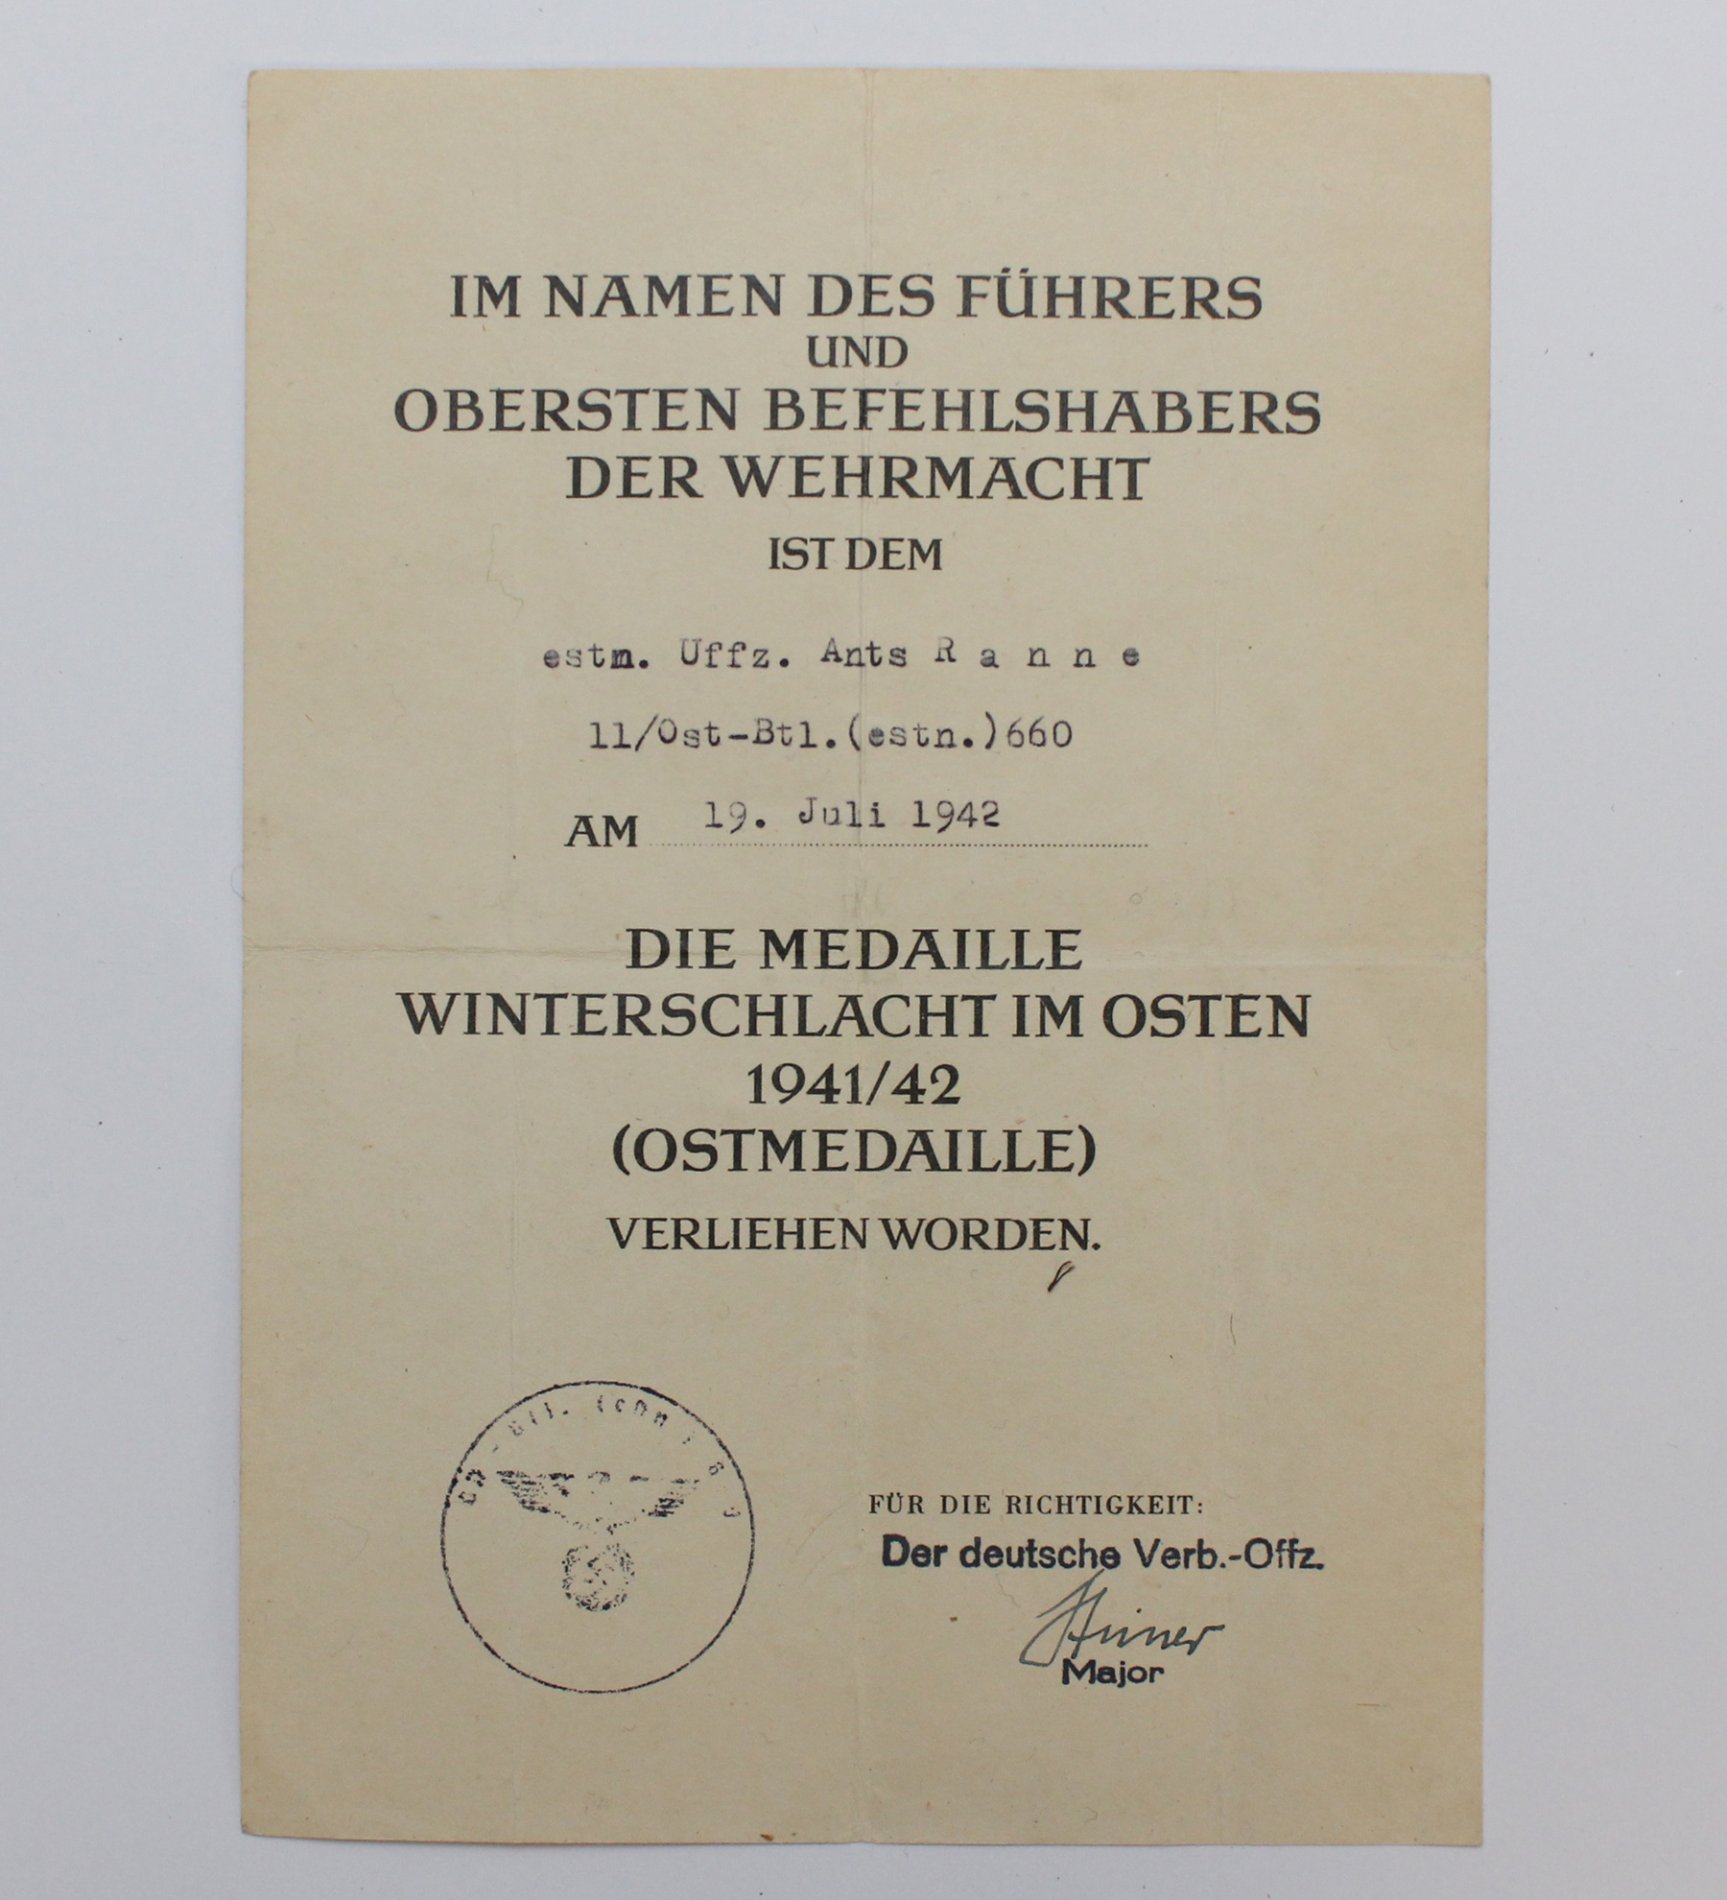 IM NAMEN DES FÜHRERS
UND
OBERSTEN BEFEHLSHABERS
DER WEHRMACHT
IST DEM
estn. Uffz. Ants R a n n e
11/Ost-Btl.(estn.)660
AM 19. Juli 1942
DIE MEDAILLE
WINTERSCHLACHT IM OSTEN
1941/42
(OSTMEDAILLE)
VERLIEHEN WORDEN.
FÜR DIE RICHTIGKEIT:
Der deutsche Verb.-Offz.
Major